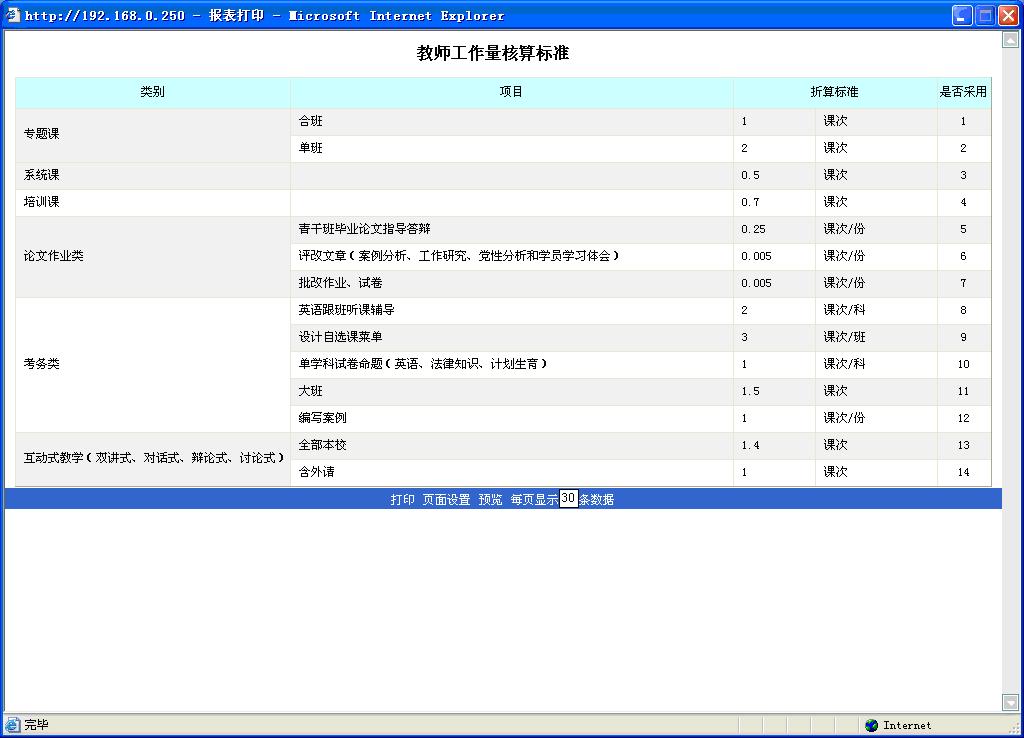 http://192.168.0.250 - 报表打印 - Microsoft Internet Explorer
教师工作量核算标准
类别 项目 折算标准 是否采用
专题课 合班 1 课次 1
单班 2 课次 2
系统课 0.5 课次 3
培训课 0.7 课次 4
论文作业类 青干班毕业论文指导答辩 0.25 课次/份 5
评改文章(案例分析、工作研究、党性分析和学员学习体会) 0.005 课次/份 6
批改作业、试卷 0.005 课次/份 7
考务类 英语跟班听课辅导 2 课次/科 8
设计自选课菜单 3 课次/班 9
单学科试卷命题(英语、法律知识、计划生育) 1 课次/科 10
大班 1.5 课次 11
编写案例 1 课次/份 12
互动式教学(双讲式、对话式、辩论式、讨论式) 全部本校 1.4 课次 13
含外请 1 课次 14
打印 页面设置 预览 每页显示30条数据
完毕 Internet